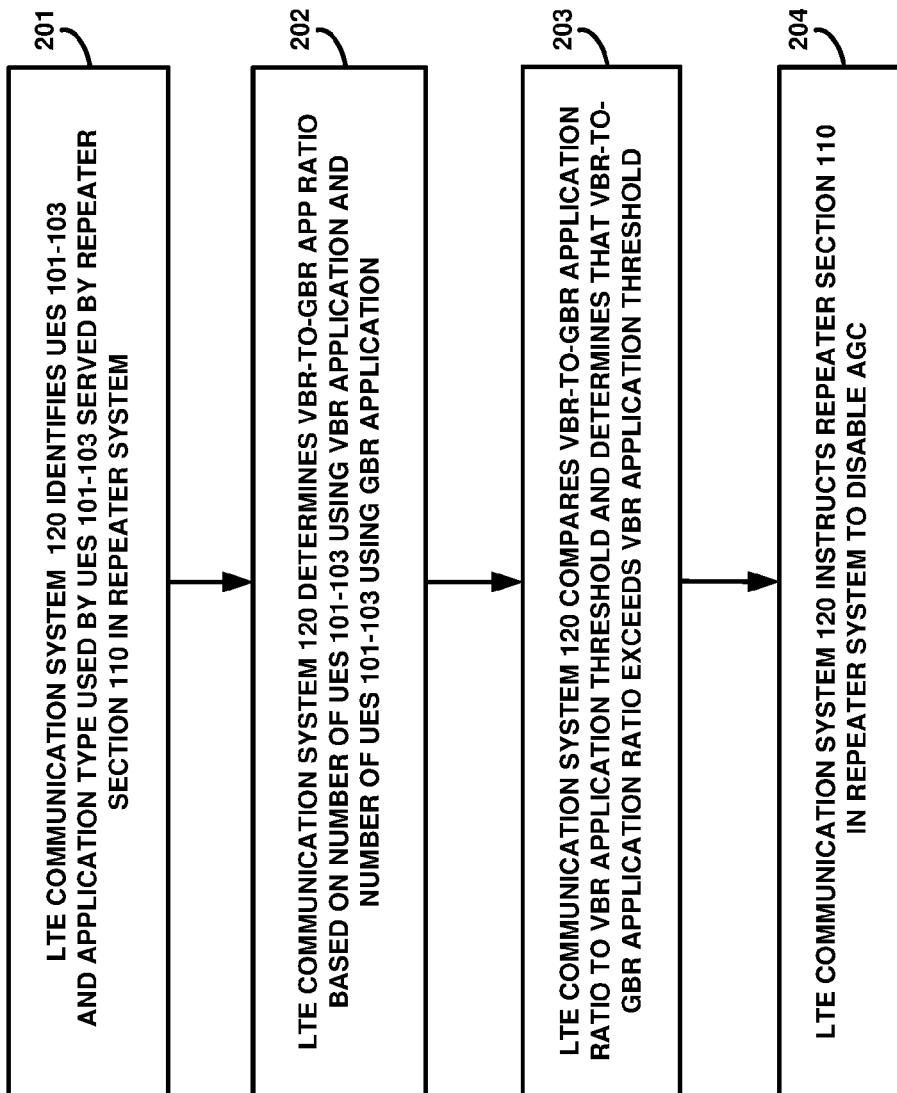 201
LTE COMMUNICATION SYSTEM 120 IDENTIFIES UES 101-103
AND APPLICATION TYPE USED BY UES 101-103 SERVED BY REPEATER
SECTION 110 IN REPEATER SYSTEM
202
LTE COMMUNICATION SYSTEM 120 DETERMINES VBR-TO-GBR APP RATIO
BASED ON NUMBER OF UES 101-103 USING VBR APPLICATION AND
NUMBER OF UES 101-103 USING GBR APPLICATION
203
LTE COMMUNICATION SYSTEM 120 COMPARES VBR-TO-GBR APPLICATION
RATIO TO VBR APPLICATION THRESHOLD AND DETERMINES THAT VBR-TO-
GBR APPLICATION RATIO EXCEEDS VBR APPLICATION THRESHOLD
204
LTE COMMUNICATION SYSTEM 120 INSTRUCTS REPEATER SECTION 110
IN REPEATER SYSTEM TO DISABLE AGC